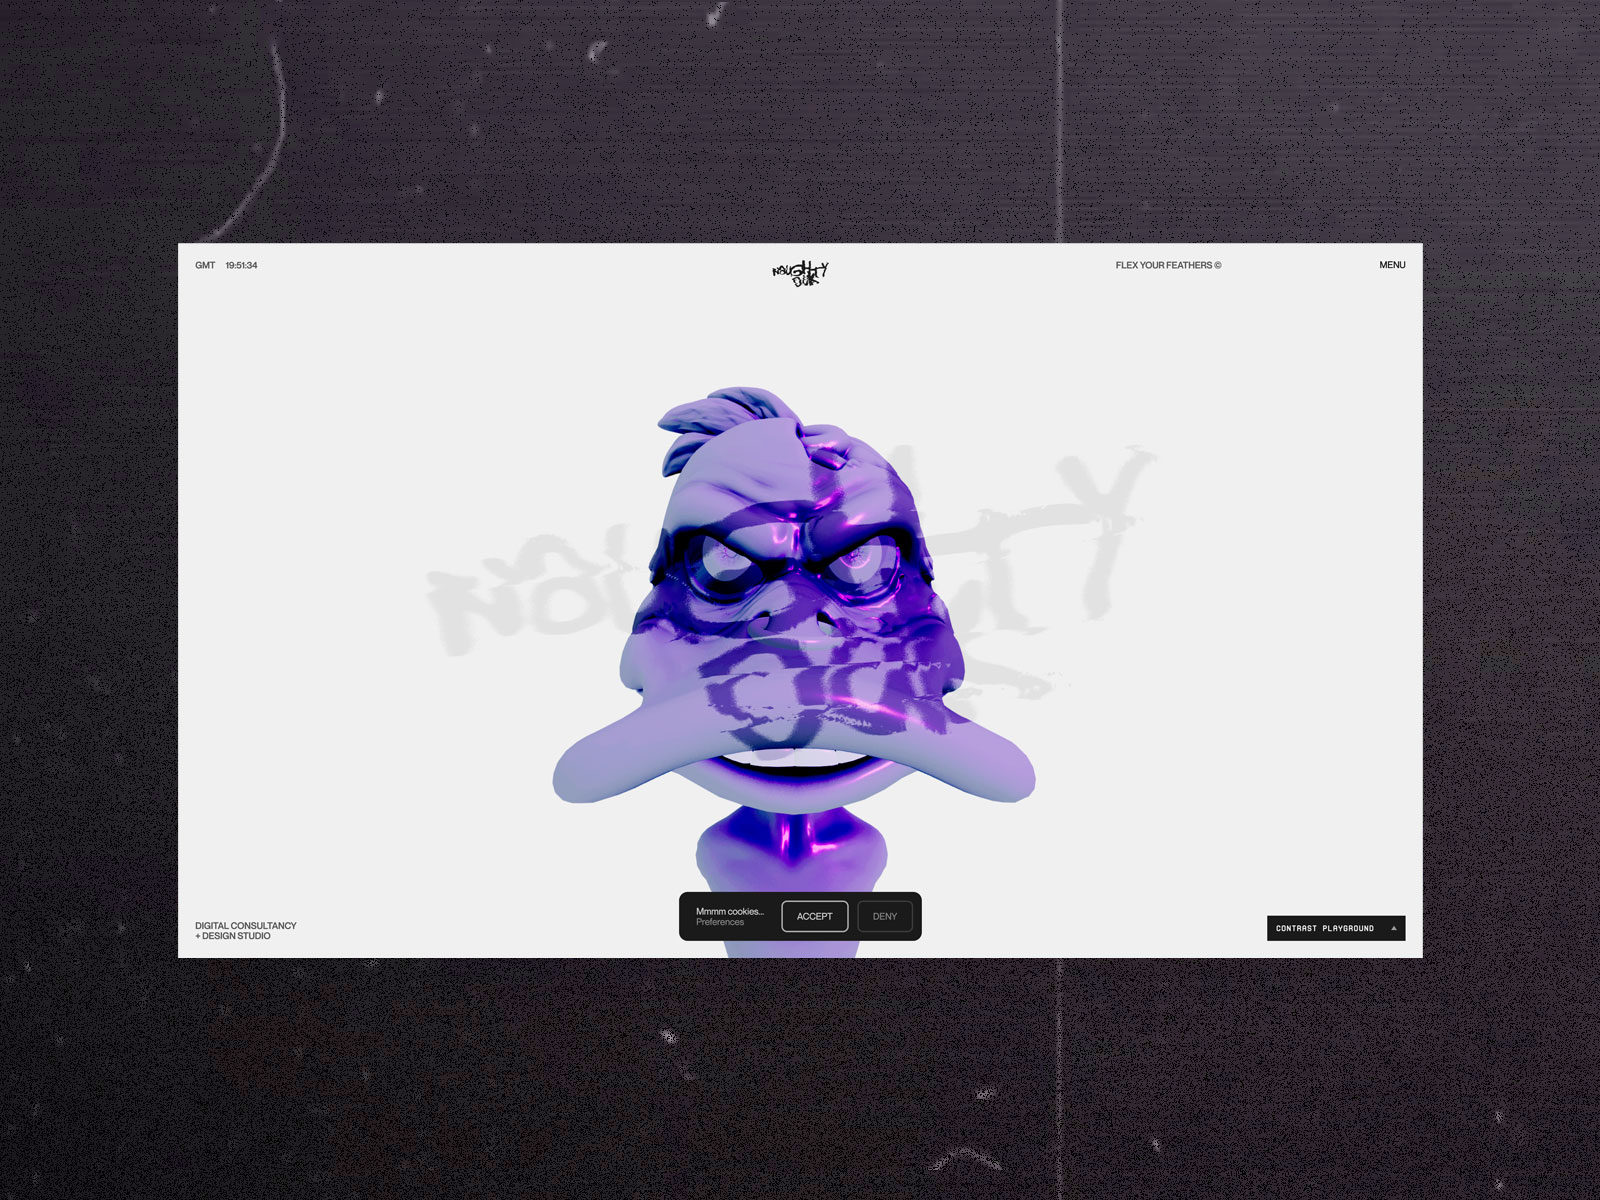 GMT 19:51:34
NAUGHTY
DUK
FLEX YOUR FEATHERS ©
MENU
NAUGHTY
DUK
DIGITAL CONSULTANCY
+ DESIGN STUDIO
Mmmm cookies...
Preferences
ACCEPT
DENY
CONTRAST PLAYGROUND